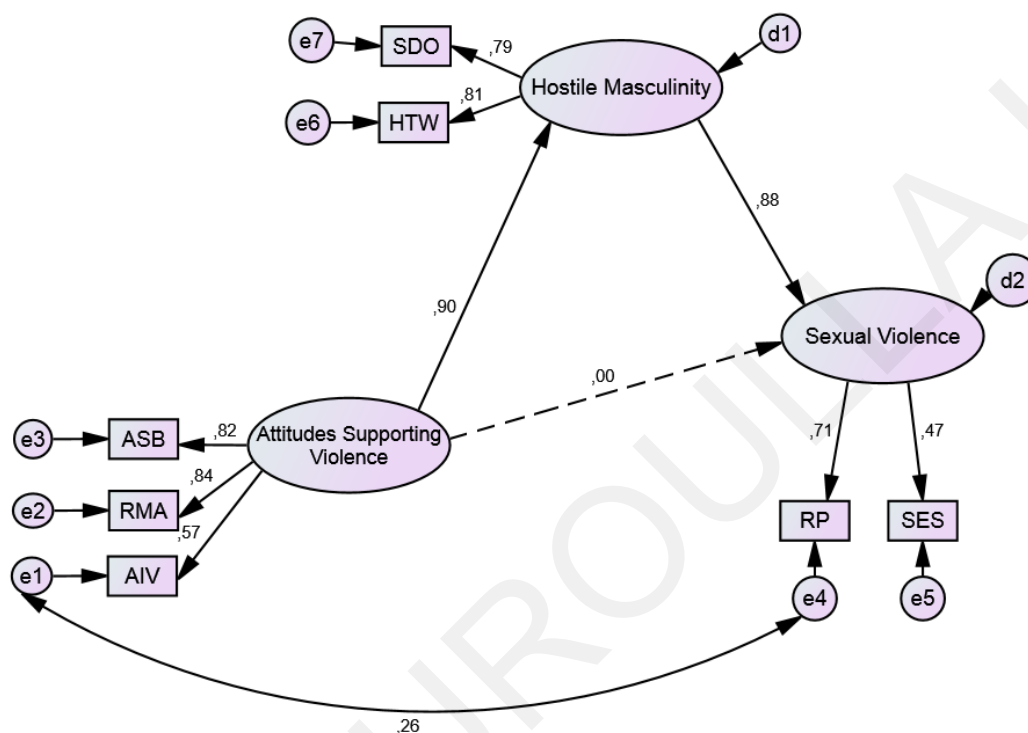 e7
SDO
,79
Hostile Masculinity
d1
e6
HTW
,81
,88
d2
,90
Sexual Violence
,00
e3
ASB
,82
Attitudes Supporting
Violence
,71
,47
e2
RMA
,84
RP
SES
,57
e1
AIV
e4
e5
,26